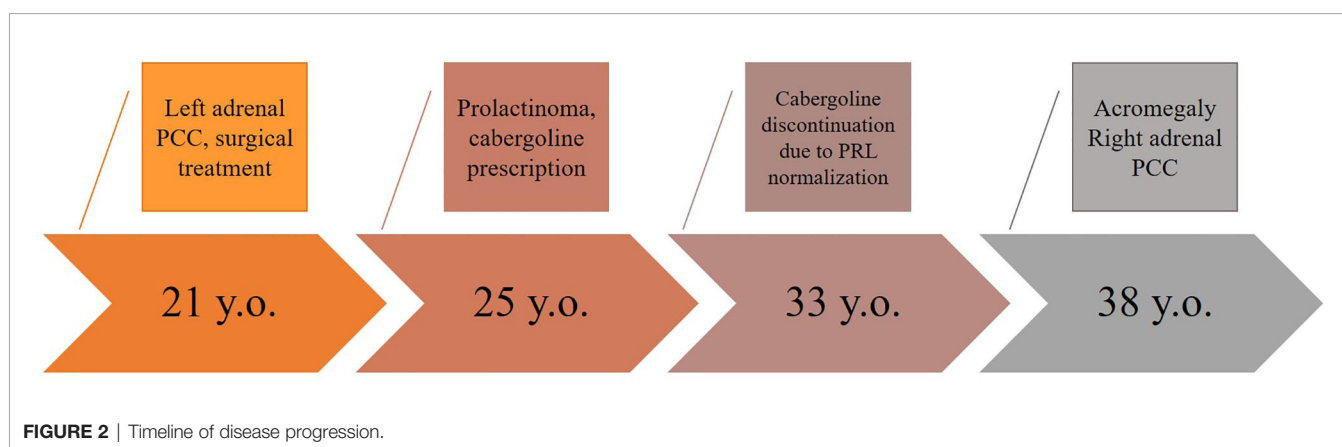 Left adrenal
PCC, surgical
treatment
Prolactinoma,
cabergoline
prescription
Cabergoline
discontinuation
due to PRL
normalization
Acromegaly
Right adrenal
PCC
21 y.o.
25 y.o.
33 y.o.
38 y.o.
FIGURE 2 | Timeline of disease progression.